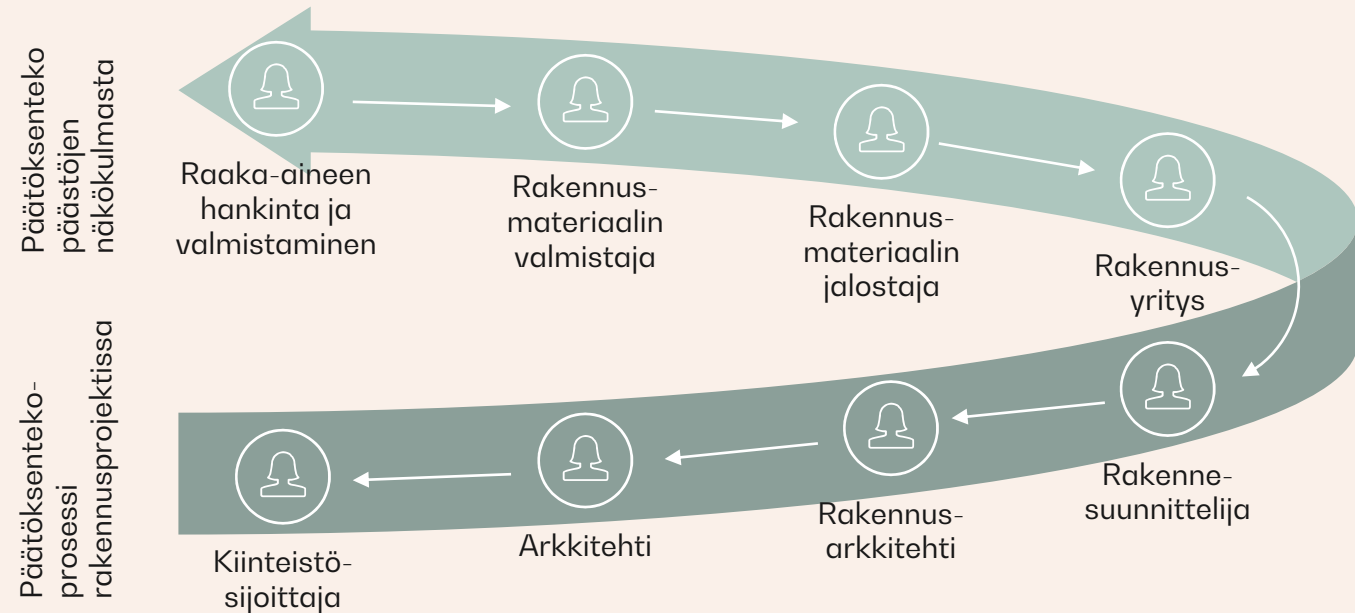 Päätöksenteko
päästöjen
näkökulmasta
Raaka-aineen
hankinta ja
valmistaminen
Rakennus-
materiaalin
valmistaja
Rakennus-
materiaalin
jalostaja
Rakennus-
yritys
Päätöksenteko-
prosessi
rakennusprojektissa
Kiinteistö-
sijoittaja
Arkkitehti
Rakennus-
arkkitehti
Rakenne-
suunnittelija